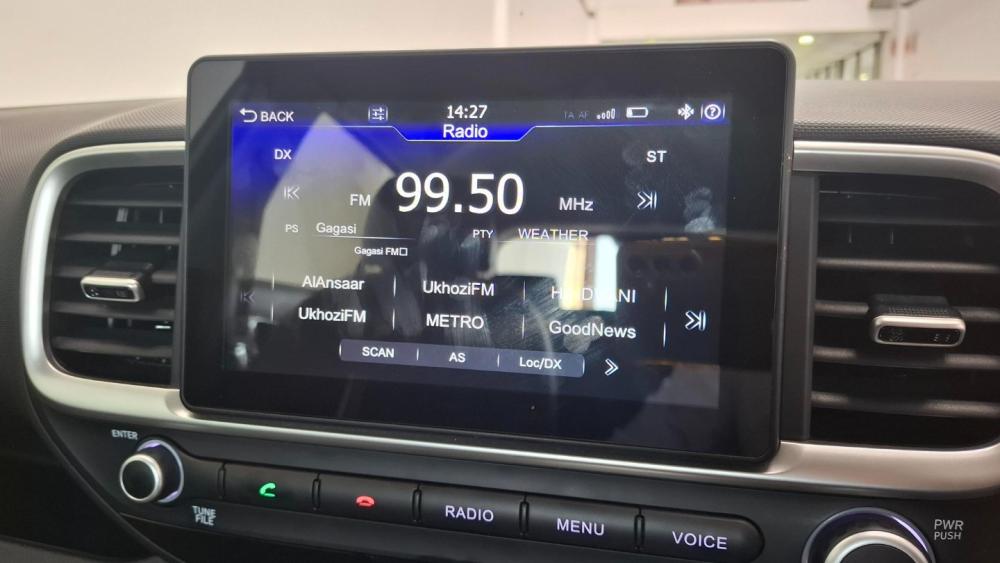 BACK 14:27 TA AF
Radio
DX ST
FM 99.50 MHz
PS Gagasi PTY WEATHER
Gagasi FM
AlAnsaar UkhoziFM HINDVANI
UkhoziFM METRO GoodNews
SCAN AS Loc/DX
ENTER
TUNE
FILE
RADIO MENU VOICE
PWR
PUSH